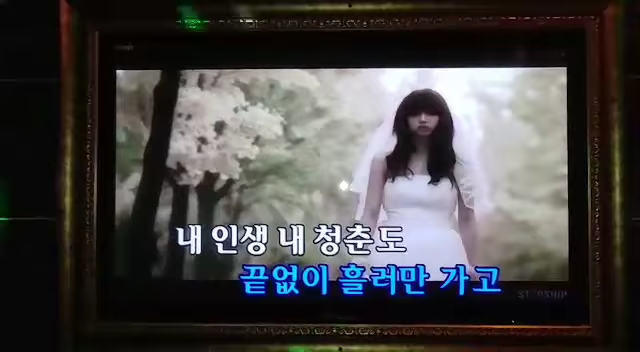 내 인생 내 청춘도
끝없이 흘러만 가고